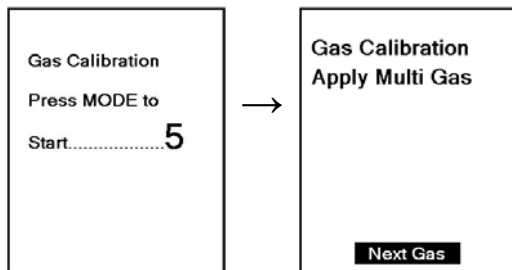 Gas Calibration
Press MODE to
Start...................5
Gas Calibration
Apply Multi Gas
Next Gas